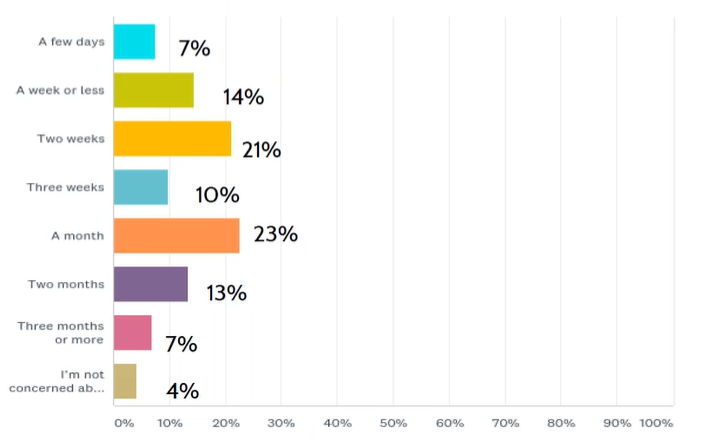 A few days
7%
A week or less
14%
Two weeks
21%
Three weeks
10%
A month
23%
Two months
13%
Three months
or more
7%
I'm not
concerned ab...
4%
0% 10% 20% 30% 40% 50% 60% 70% 80% 90% 100%